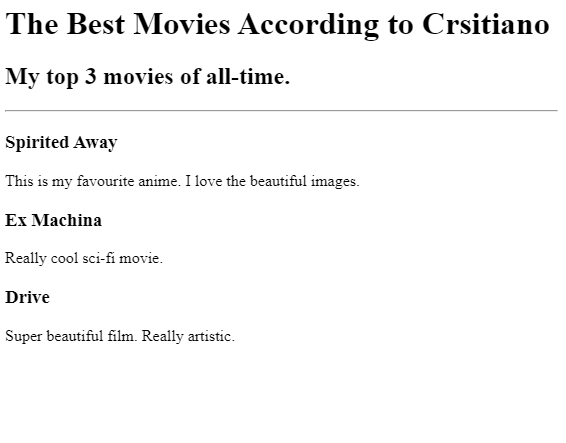 The Best Movies According to Crsitiano
My top 3 movies of all-time.
Spirited Away
This is my favourite anime. I love the beautiful images.
Ex Machina
Really cool sci-fi movie.
Drive
Super beautiful film. Really artistic.